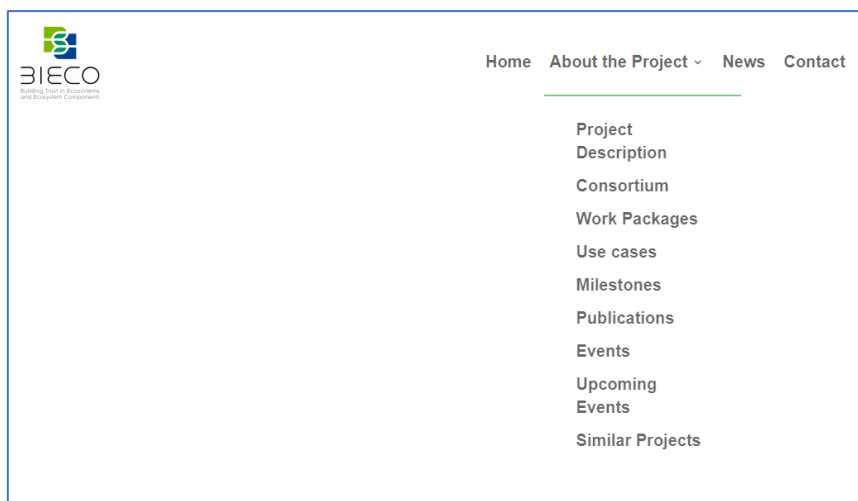 BIECO
Building Trust in Ecosystems
and Ecosystem Components
Home About the Project News Contact
Project
Description
Consortium
Work Packages
Use cases
Milestones
Publications
Events
Upcoming
Events
Similar Projects